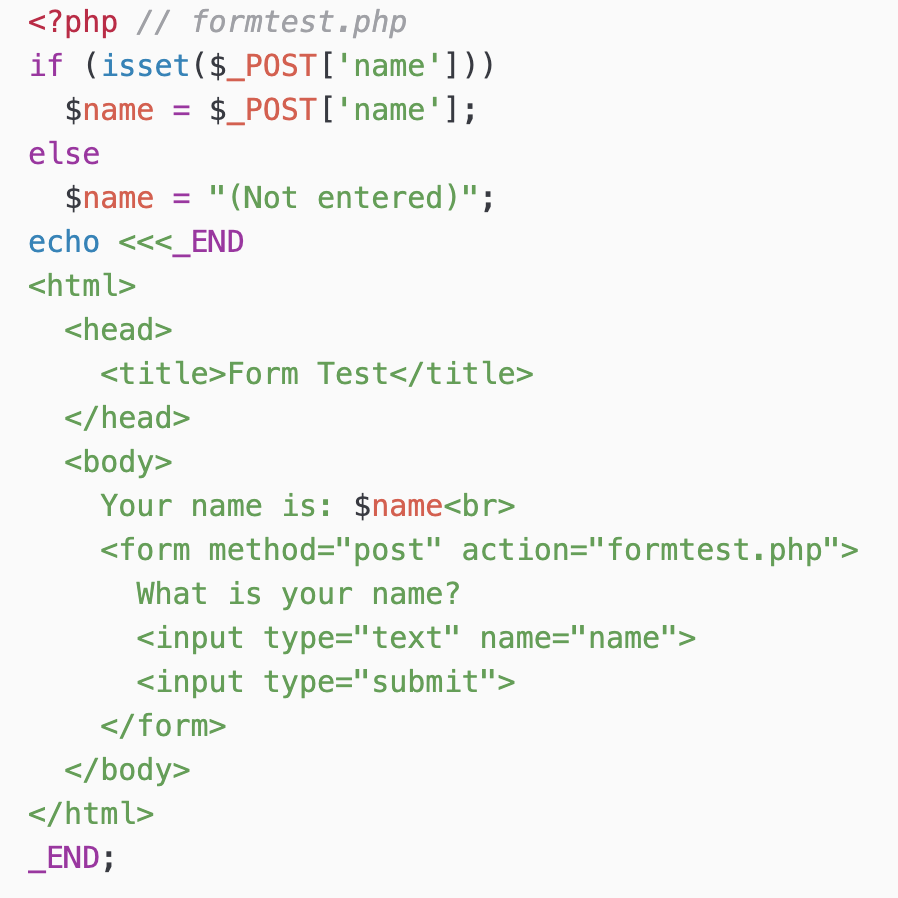 <?php // formtest.php
if (isset($_POST['name']))
  $name = $_POST['name'];
else
  $name = "(Not entered)";
echo <<<_END
<html>
  <head>
    <title>Form Test</title>
  </head>
  <body>
    Your name is: $name<br>
    <form method="post" action="formtest.php">
      What is your name?
      <input type="text" name="name">
      <input type="submit">
    </form>
  </body>
</html>
_END;